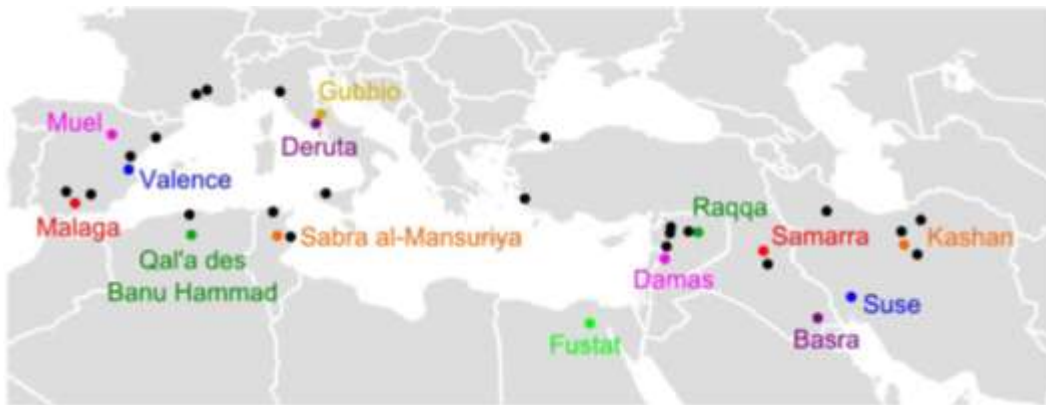 Gubbio
Muel
Deruta
Valence
Raqqa
Malaga
Sabra al-Mansuriya
Samarra
Kashan
Qal'a des
Banu Hammad
Damas
Suse
Fustat
Basra